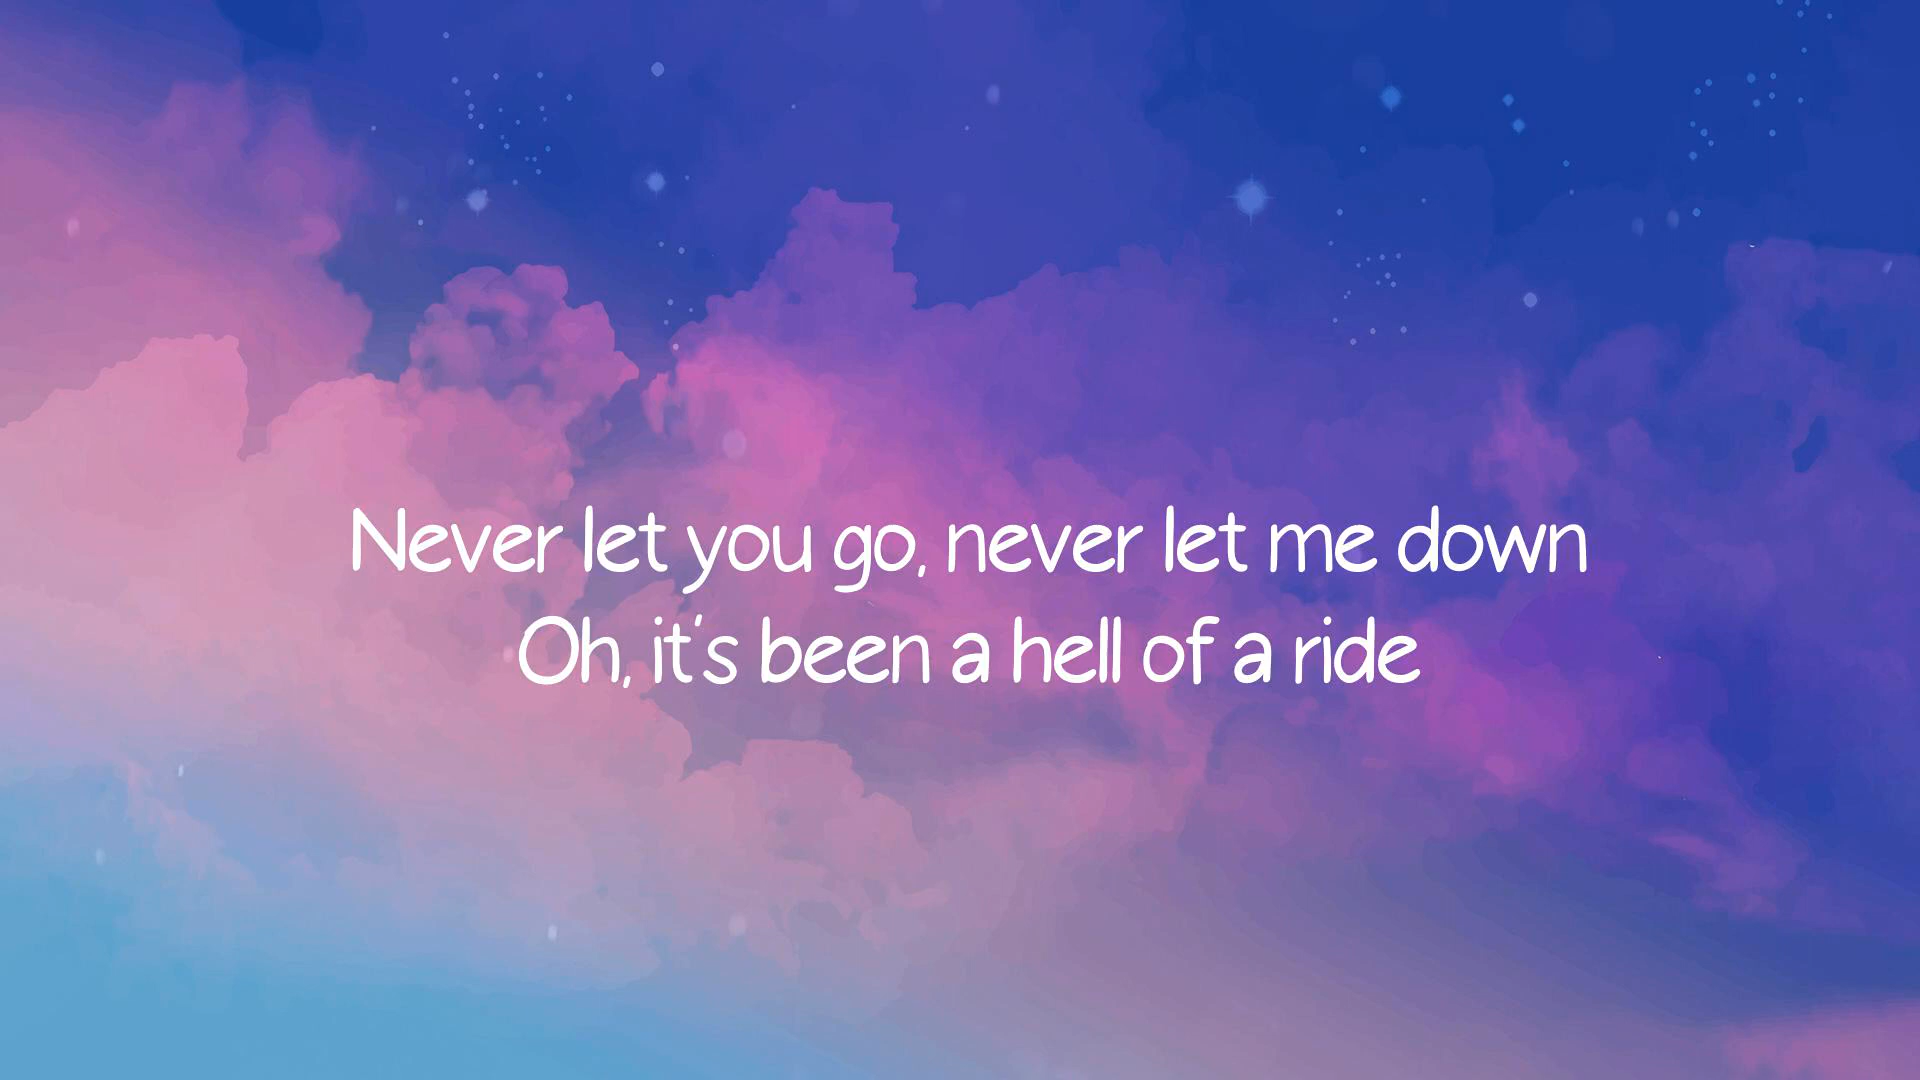 Never let you go, never let me down
Oh, it's been a hell of a ride